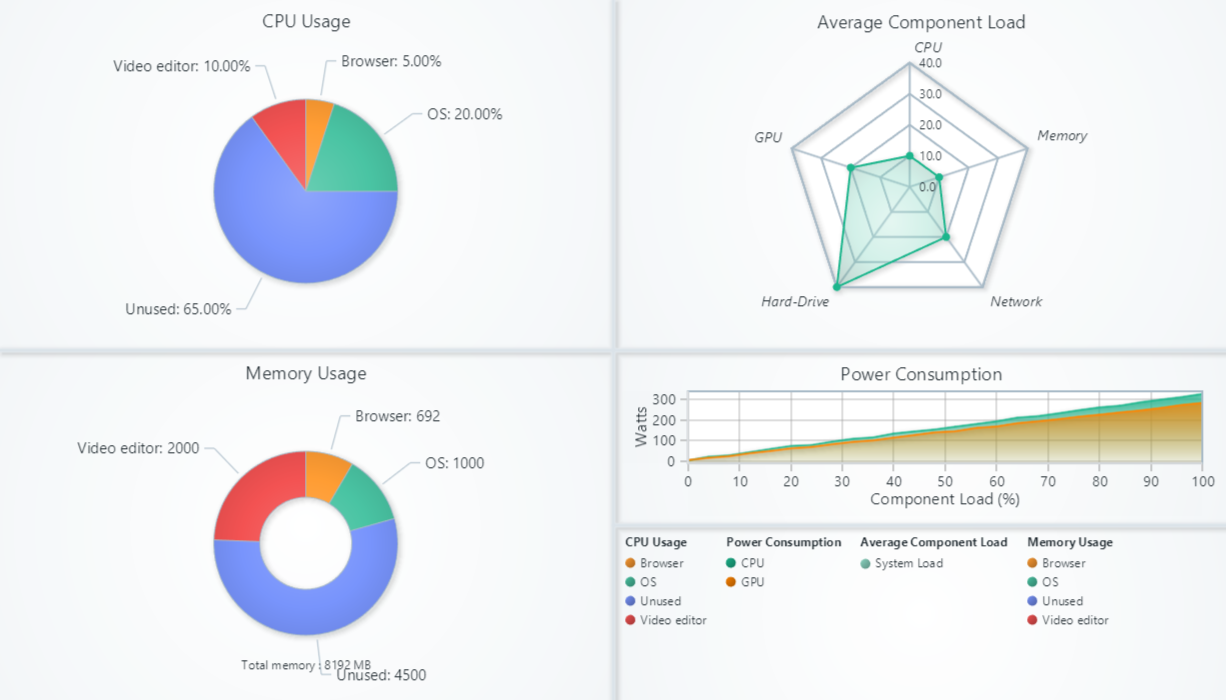 CPU Usage
Video editor: 10.00%
Browser: 5.00%
OS: 20.00%
Unused: 65.00%
Average Component Load
CPU
40.0
30.0
20.0
10.0
0.0
GPU
Memory
Hard-Drive
Network
Memory Usage
Browser: 692
Video editor: 2000
OS: 1000
Total memory : 8192 MB
Unused: 4500
Power Consumption
Watts
300
200
100
0
0 10 20 30 40 50 60 70 80 90 100
Component Load (%)
CPU Usage
Browser
OS
Unused
Video editor
Power Consumption
CPU
GPU
Average Component Load
System Load
Memory Usage
Browser
OS
Unused
Video editor